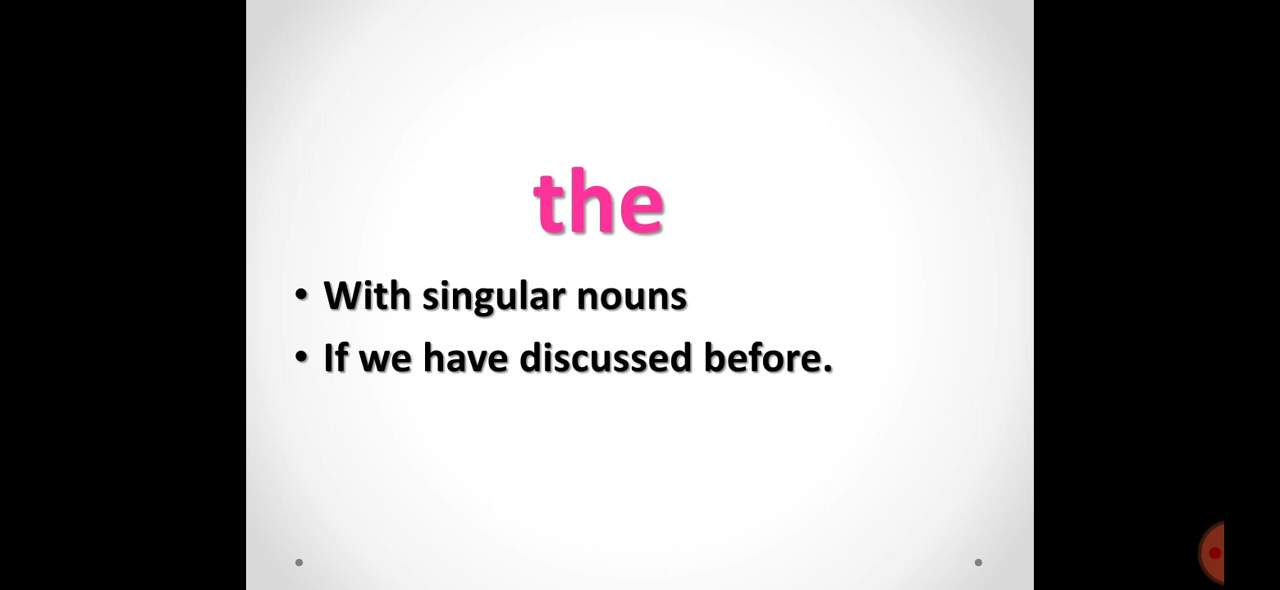 the
• With singular nouns
• If we have discussed before.